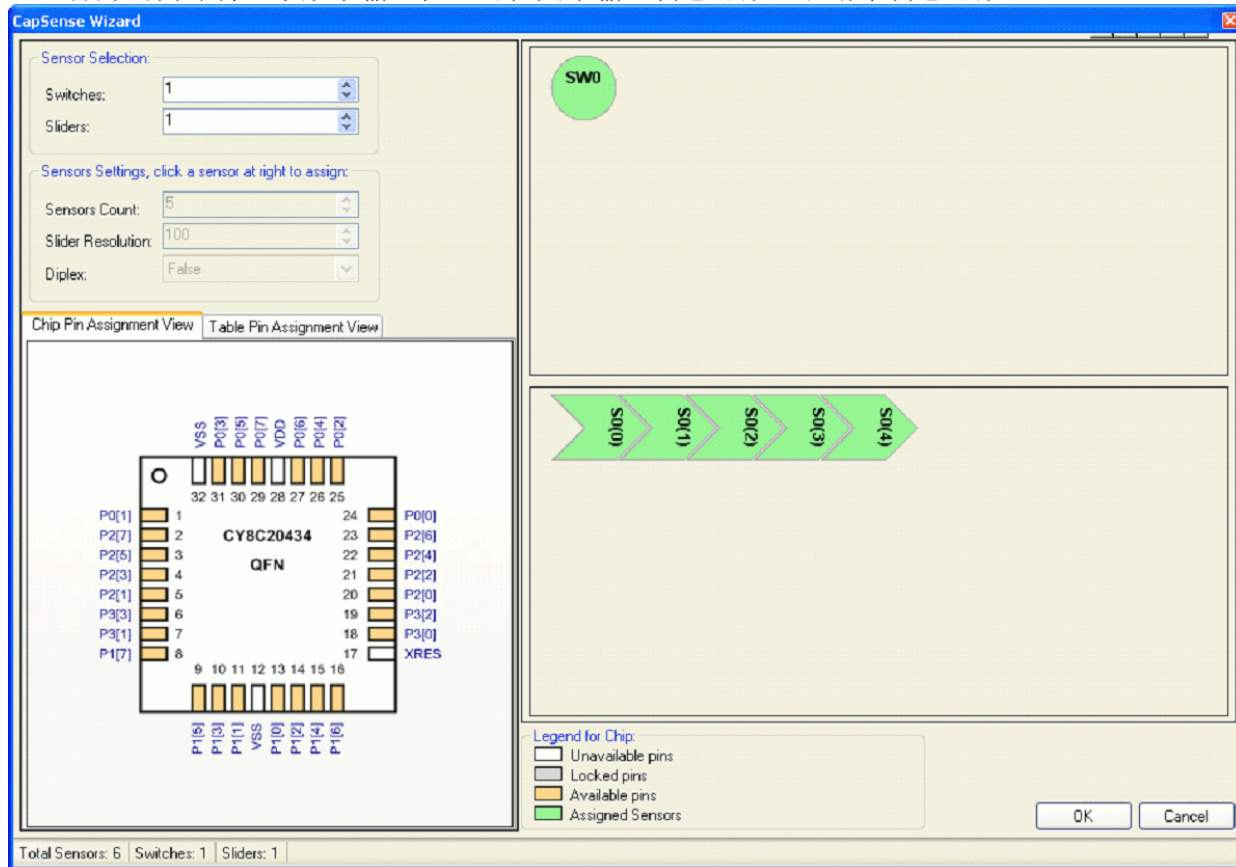 CapSense Wizard
Sensor Selection:
Switches: 1
Sliders: 1
Sensors Settings, click a sensor at right to assign:
Sensors Count: 5
Slider Resolution: 100
Diplex: False
Chip Pin Assignment View Table Pin Assignment View
VSS P0[3] P0[5] P0[7] VDD P0[6] P0[4] P0[2]
32 31 30 29 28 27 26 25
P0[1] 1 24 P0[0]
P2[7] 2 CY8C20434 23 P2[6]
P2[5] 3 22 P2[4]
QFN
P2[3] 4 21 P2[2]
P2[1] 5 20 P2[0]
P3[3] 6 19 P3[2]
P3[1] 7 18 P3[0]
P1[7] 8 17 XRES
9 10 11 12 13 14 15 16
P1[5] P1[3] P1[1] VSS P1[0] P1[2] P1[4] P1[6]
SW0
S0(0) S0(1) S0(2) S0(3) S0(4)
Legend for Chip:
Unavailable pins
Locked pins
Available pins
Assigned Sensors
OK Cancel
Total Sensors: 6 Switches: 1 Sliders: 1